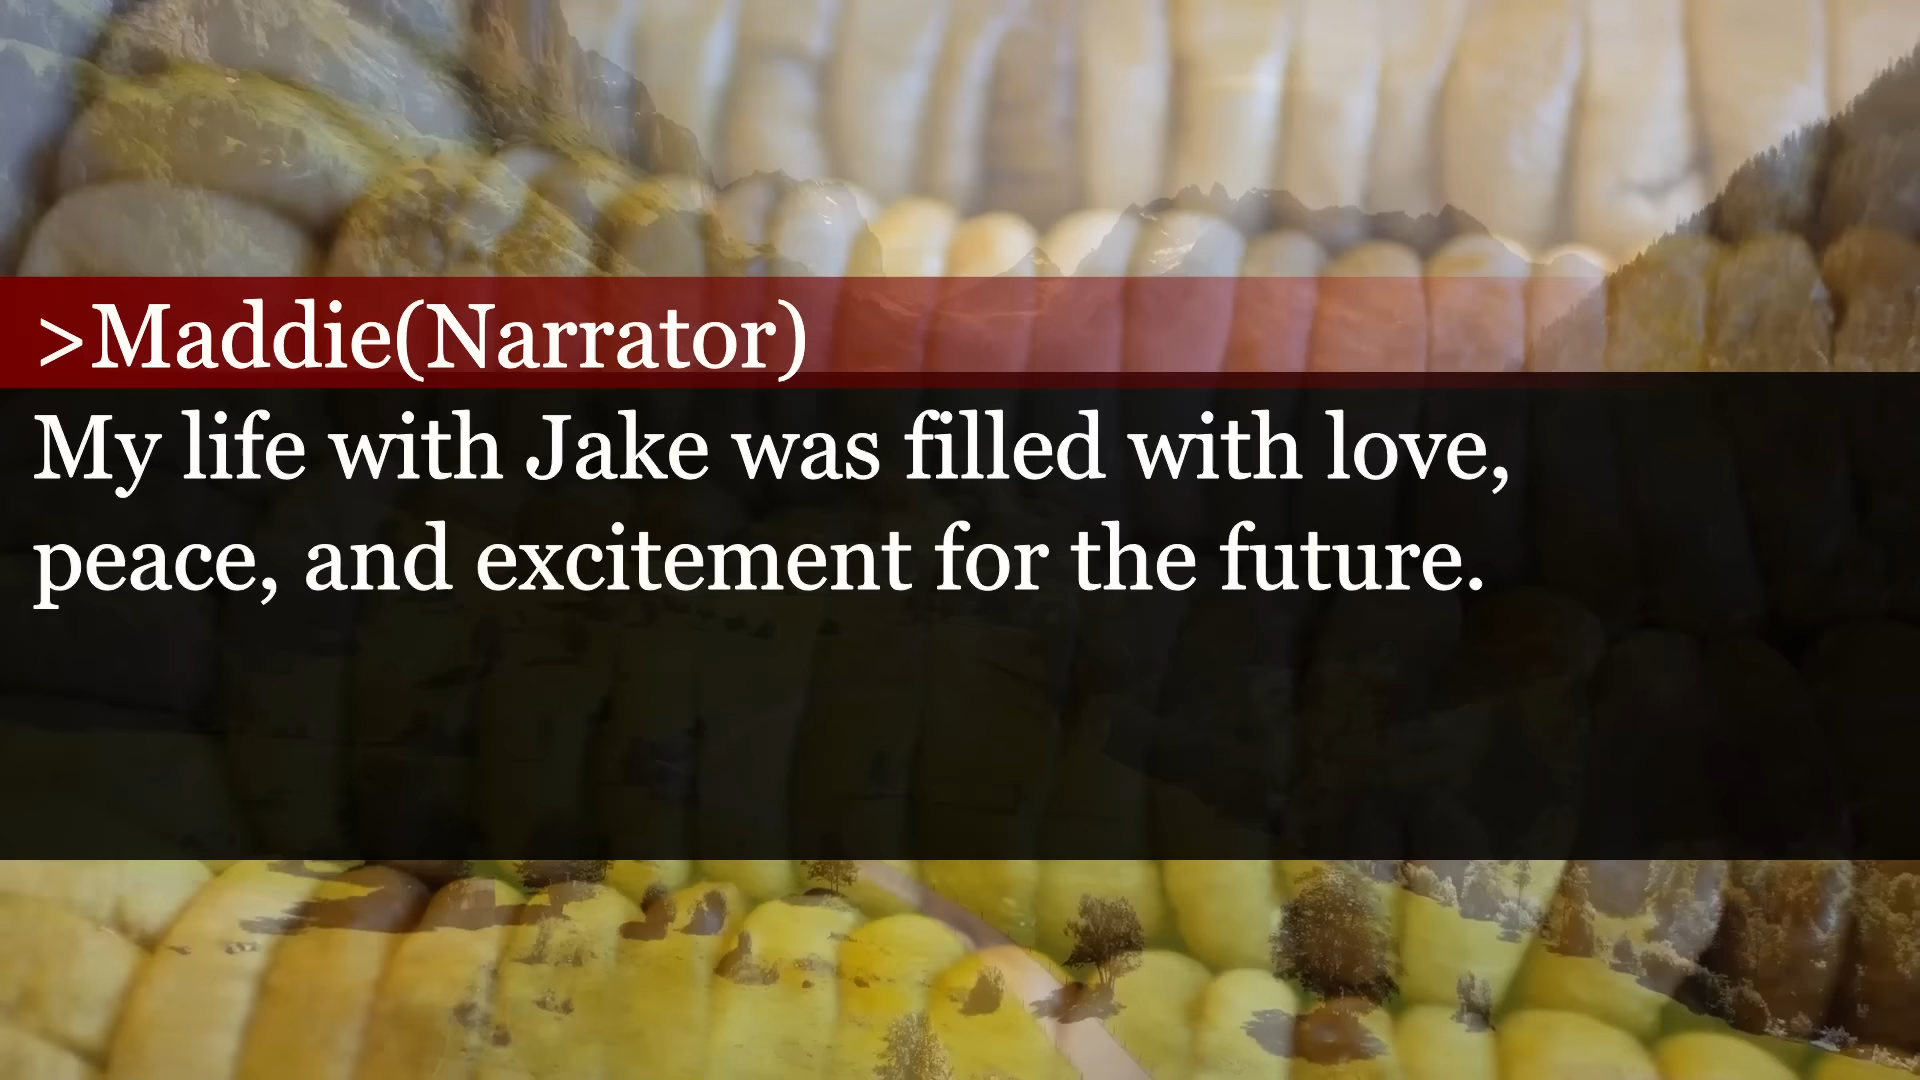 >Maddie(Narrator)
My life with Jake was filled with love,
peace, and excitement for the future.